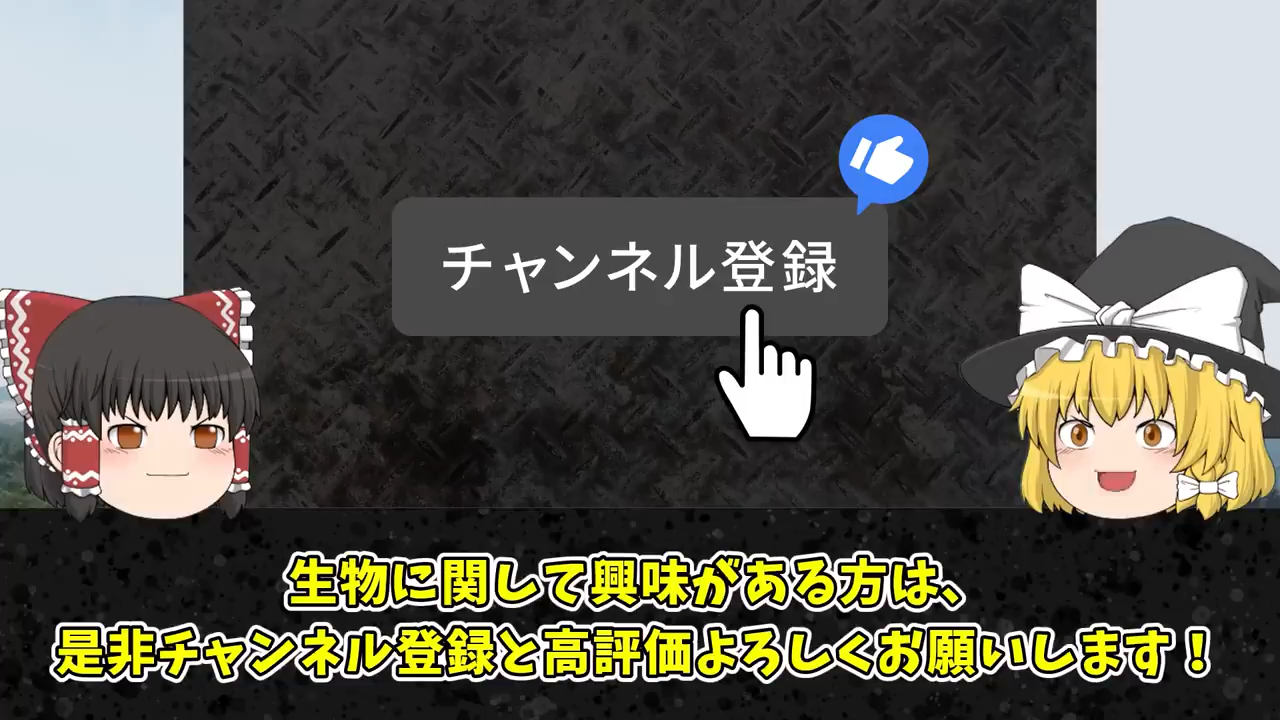 チャンネル登録
生物に関して興味がある方は、
是非チャンネル登録と高評価よろしくお願いします！